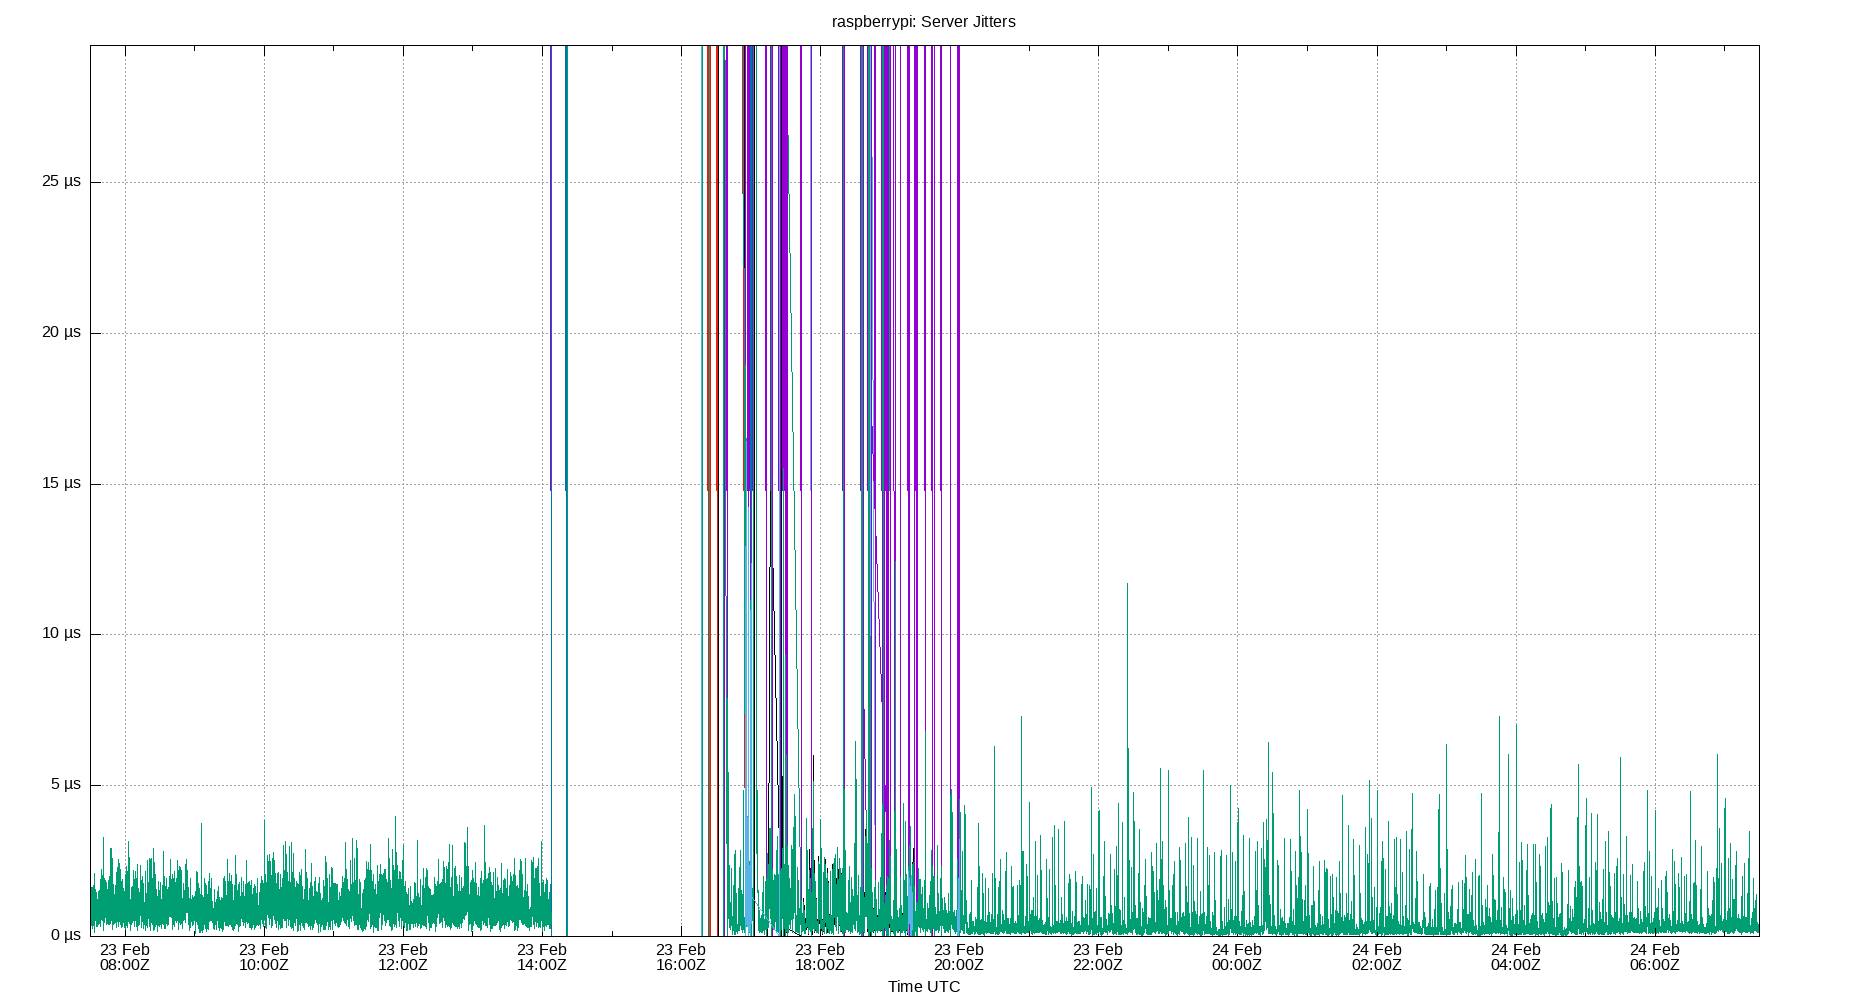 raspberrypi: Server Jitters
25 µs
20 µs
15 µs
10 µs
5 µs
0 µs
23 Feb 23 Feb 23 Feb 23 Feb 23 Feb 23 Feb 23 Feb 23 Feb 24 Feb 24 Feb 24 Feb 24 Feb
08:00Z 10:00Z 12:00Z 14:00Z 16:00Z 18:00Z 20:00Z 22:00Z 00:00Z 02:00Z 04:00Z 06:00Z
Time UTC